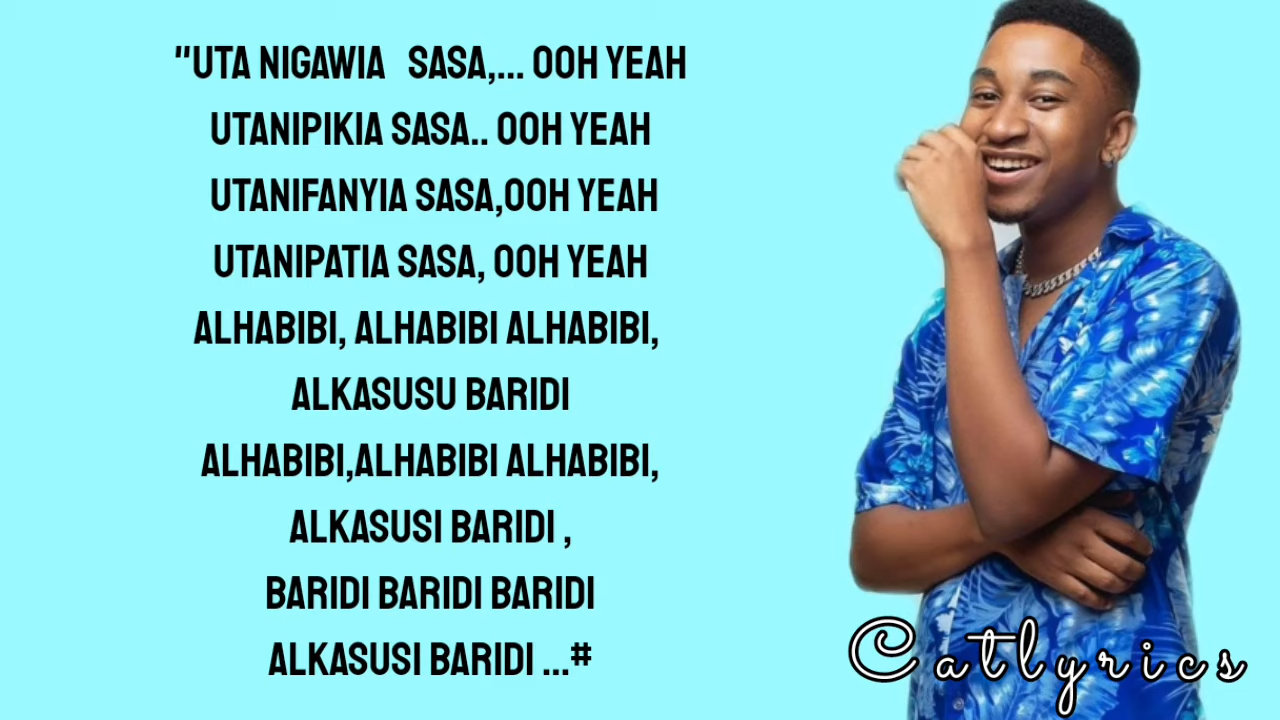 "UTA NIGAWIA SASA,... OOH YEAH
UTANIPIKIA SASA.. OOH YEAH
UTANIFANYIA SASA,OOH YEAH
UTANIPATIA SASA, OOH YEAH
ALHABIBI, ALHABIBI ALHABIBI,
ALKASUSU BARIDI
ALHABIBI,ALHABIBI ALHABIBI,
ALKASUSI BARIDI ,
BARIDI BARIDI BARIDI
ALKASUSI BARIDI ...#
Catlyrics